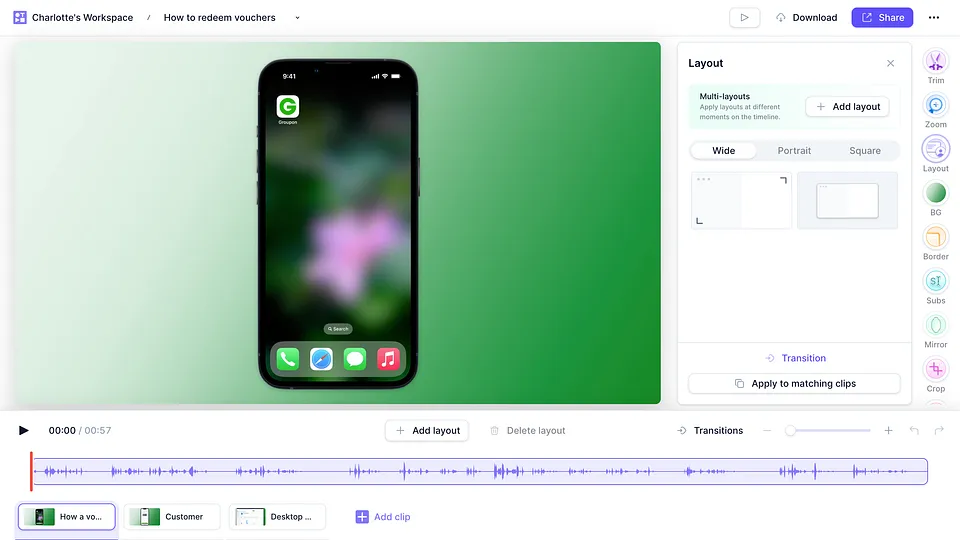 Charlotte's Workspace / How to redeem vouchers
Download
Share
9:41
Groupon
Search
Layout
Multi-layouts
Apply layouts at different
moments on the timeline.
Add layout
Wide
Portrait
Square
Transition
Apply to matching clips
Trim
Zoom
Layout
BG
Border
Subs
Mirror
Crop
00:00 / 00:57
Add layout
Delete layout
Transitions
How a vo...
Customer
Desktop ...
Add clip